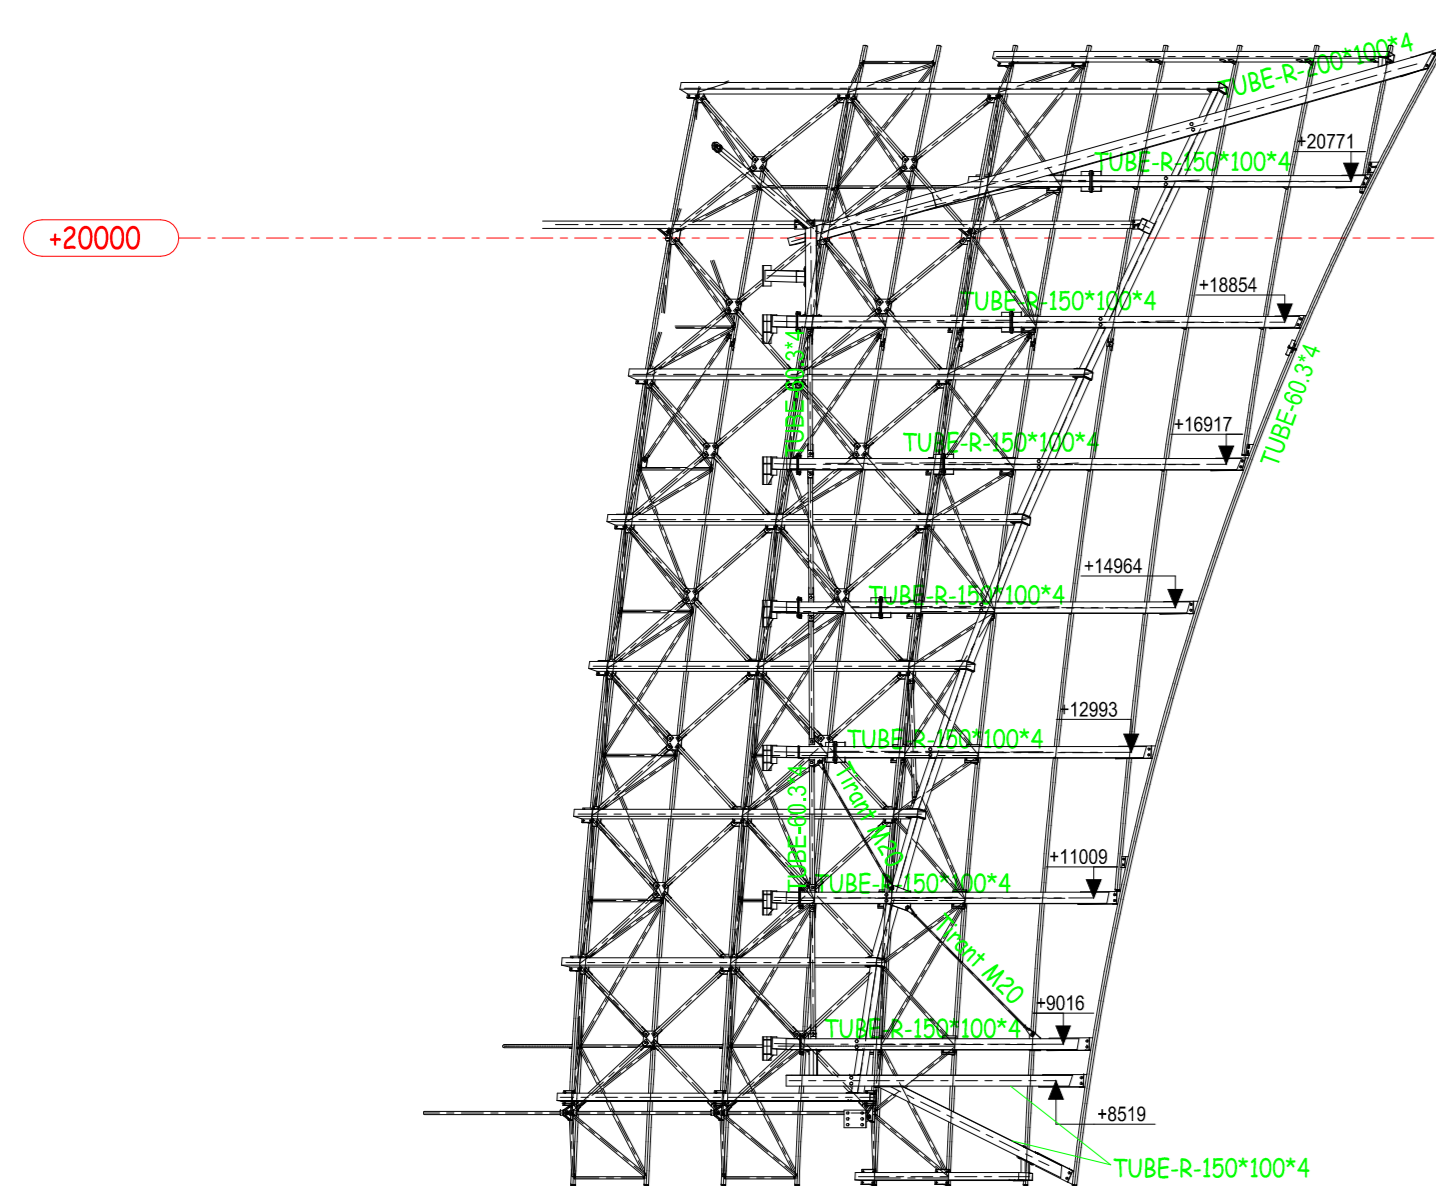 TUBE-R-200*100*4
+20771
TUBE-R-150*100*4
+20000
+18854
TUBE-R-150*100*4
TUBE-60.3*4
TUBE-60.3*4
+16917
TUBE-R-150*100*4
+14964
TUBE-R-150*100*4
+12993
TUBE-R-150*100*4
Tirant M20
TUBE-60.3*4
+11009
TUBE-R-150*100*4
Tirant M20
+9016
TUBE-R-150*100*4
+8519
TUBE-R-150*100*4